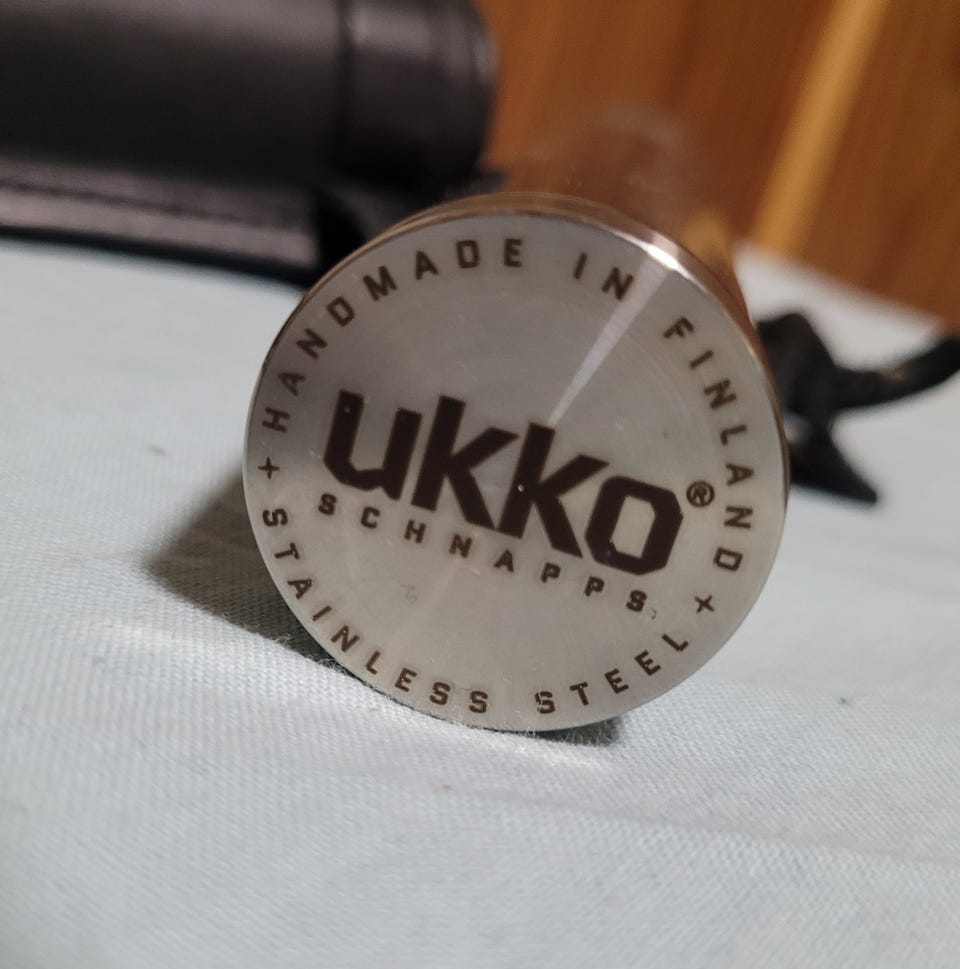 + HANDMADE IN FINLAND +
ukko®
SCHNAPPS
STAINLESS STEEL